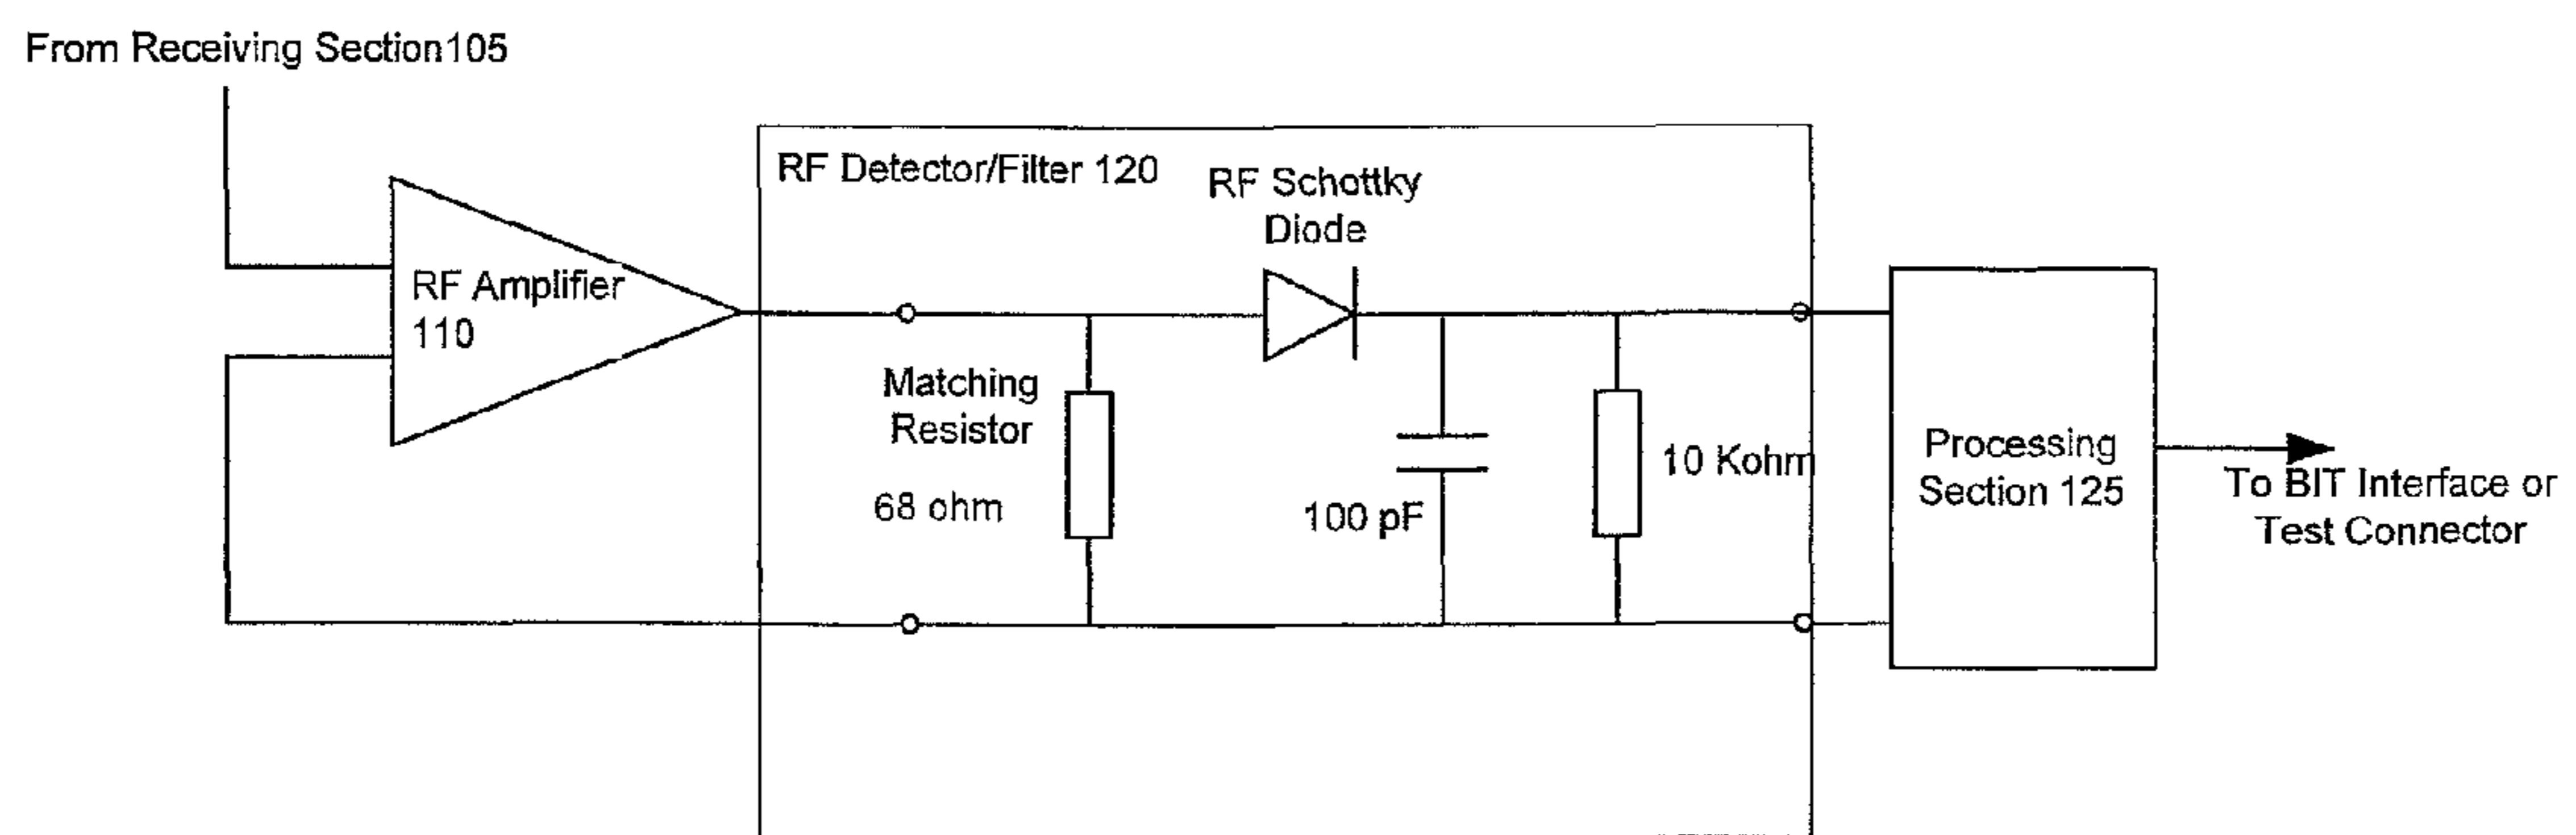 From Receiving Section105
RF Detector/Filter 120
RF Schottky
Diode
RF Amplifier
110
Matching
Resistor
68 ohm
100 pF
10 Kohm
Processing
Section 125
To BIT Interface or
Test Connector